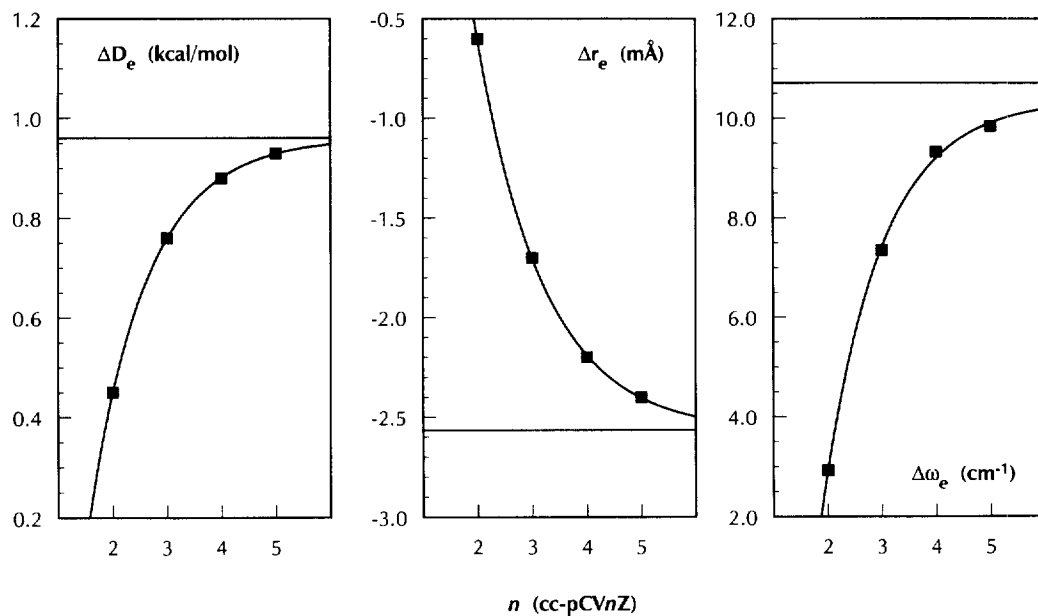 ΔDe (kcal/mol)
1.2
1.0
0.8
0.6
0.4
0.2
2 3 4 5
Δre (mÅ)
-0.5
-1.0
-1.5
-2.0
-2.5
-3.0
2 3 4 5
12.0
10.0
8.0
6.0
4.0
2.0
Δωe (cm-1)
2 3 4 5
n (cc-pCVnZ)